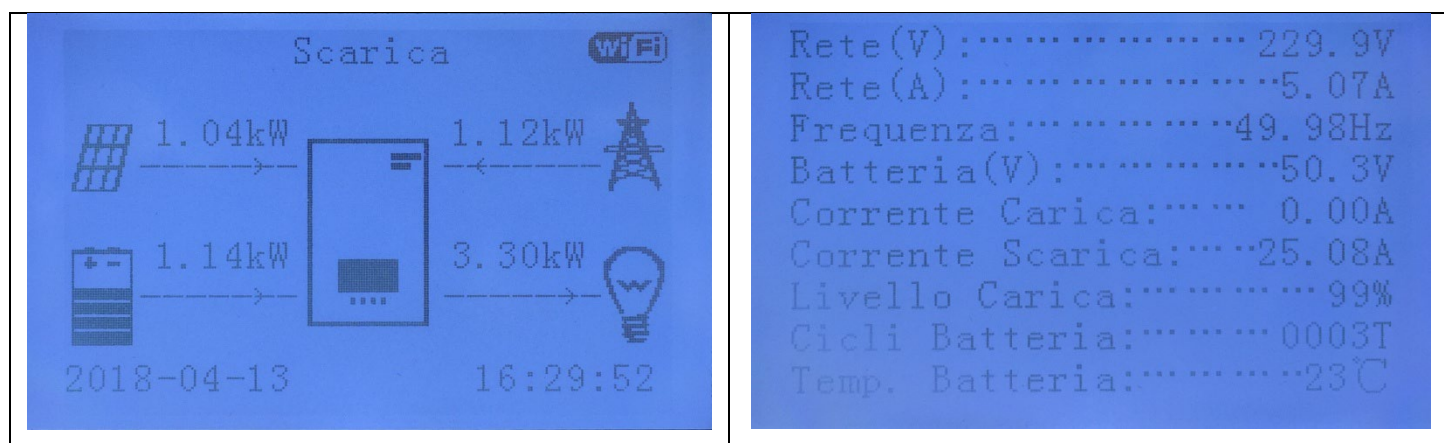 Scarica WiFi
1.04kW 1.12kW
1.14kW 3.30kW
2018-04-13 16:29:52
Rete(V): 229.9V
Rete(A): 5.07A
Frequenza: 49.98Hz
Batteria(V): 50.3V
Corrente Carica: 0.00A
Corrente Scarica: 25.08A
Livello Carica: 99%
Cicli Batteria: 0003T
Temp. Batteria: 23℃